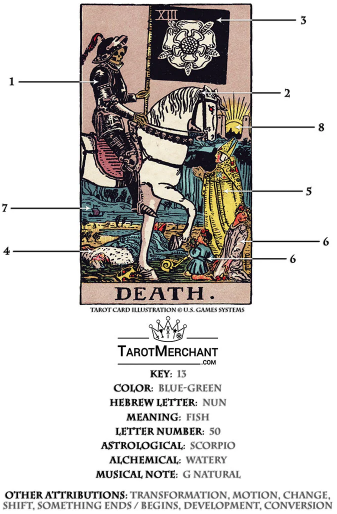 XIII
3
1
2
8
5
7
6
4
6
DEATH.
TAROT CARD ILLUSTRATION © U.S. GAMES SYSTEMS
TAROTMERCHANT
.COM
KEY: 13
COLOR: BLUE-GREEN
HEBREW LETTER: NUN
MEANING: FISH
LETTER NUMBER: 50
ASTROLOGICAL: SCORPIO
ALCHEMICAL: WATERY
MUSICAL NOTE: G NATURAL
OTHER ATTRIBUTIONS: TRANSFORMATION, MOTION, CHANGE,
SHIFT, SOMETHING ENDS / BEGINS, DEVELOPMENT, CONVERSION